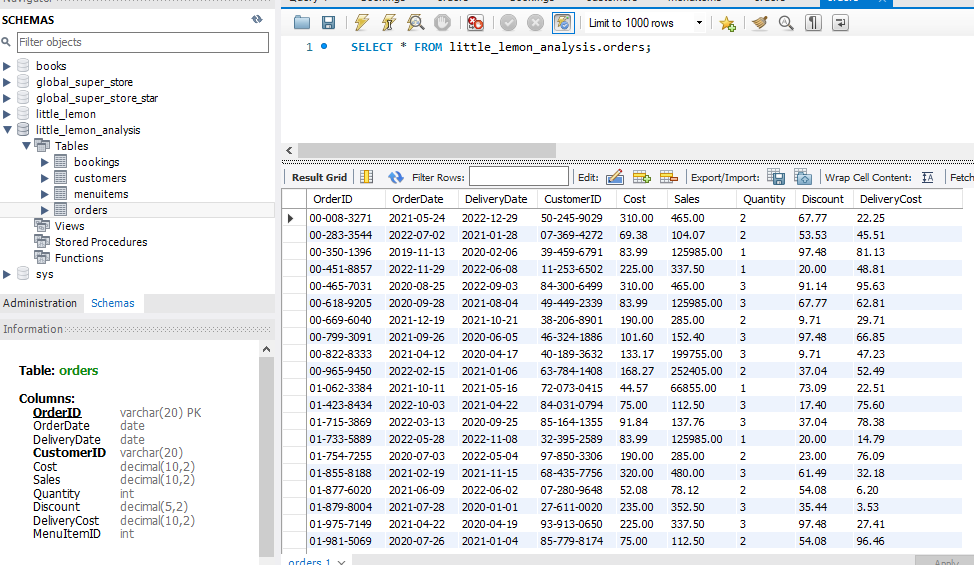 SCHEMAS
Filter objects
books
global_super_store
global_super_store_star
little_lemon
little_lemon_analysis
Tables
bookings
customers
menuitems
orders
Views
Stored Procedures
Functions
sys
Administration Schemas
Information
Table: orders
Columns:
OrderID varchar(20) PK
OrderDate date
DeliveryDate date
CustomerID varchar(20)
Cost decimal(10,2)
Sales decimal(10,2)
Quantity int
Discount decimal(5,2)
DeliveryCost decimal(10,2)
MenuItemID int
Limit to 1000 rows
1 SELECT * FROM little_lemon_analysis.orders;
Result Grid Filter Rows: Edit: Export/Import: Wrap Cell Content: Fetch
OrderID OrderDate DeliveryDate CustomerID Cost Sales Quantity Discount DeliveryCost
00-008-3271 2021-05-24 2022-12-29 50-245-9029 310.00 465.00 2 67.77 22.25
00-283-3544 2022-07-02 2021-01-28 07-369-4272 69.38 104.07 2 53.53 45.51
00-350-1396 2019-11-13 2020-02-06 39-459-6791 83.99 125985.00 1 97.48 81.13
00-451-8857 2022-11-29 2022-06-08 11-253-6502 225.00 337.50 1 20.00 48.81
00-465-7031 2020-08-25 2022-09-03 84-300-6499 310.00 465.00 3 91.14 95.63
00-618-9205 2020-09-28 2021-08-04 49-449-2339 83.99 125985.00 3 67.77 62.81
00-669-6040 2021-12-19 2021-10-21 38-206-8901 190.00 285.00 2 9.71 29.71
00-799-3091 2021-09-26 2020-06-05 46-324-1886 101.60 152.40 3 97.48 66.85
00-822-8333 2021-04-12 2020-04-17 40-189-3632 133.17 199755.00 3 9.71 47.23
00-965-9450 2022-02-15 2021-01-06 63-784-1408 168.27 252405.00 2 37.04 52.49
01-062-3384 2021-10-11 2021-05-16 72-073-0415 44.57 66855.00 1 73.09 22.51
01-423-8434 2022-10-03 2021-04-22 84-031-0794 75.00 112.50 3 17.40 75.60
01-715-3869 2022-03-13 2020-09-25 85-164-1355 91.84 137.76 3 37.04 78.38
01-733-5889 2022-05-28 2022-11-08 32-395-2589 83.99 125985.00 1 20.00 14.79
01-754-7255 2020-07-03 2022-05-04 97-850-3306 190.00 285.00 2 23.00 76.09
01-855-8188 2021-02-19 2021-11-15 68-435-7756 320.00 480.00 3 61.49 32.18
01-877-6020 2021-06-09 2022-06-02 07-280-9648 52.08 78.12 2 54.08 6.20
01-879-8004 2021-07-28 2020-01-01 27-611-0020 235.00 352.50 3 35.44 3.53
01-975-7149 2021-04-22 2020-04-19 93-913-0650 225.00 337.50 3 97.48 27.41
01-981-5069 2020-07-26 2021-01-04 85-779-8174 75.00 112.50 2 54.08 96.46
orders 1 Apply